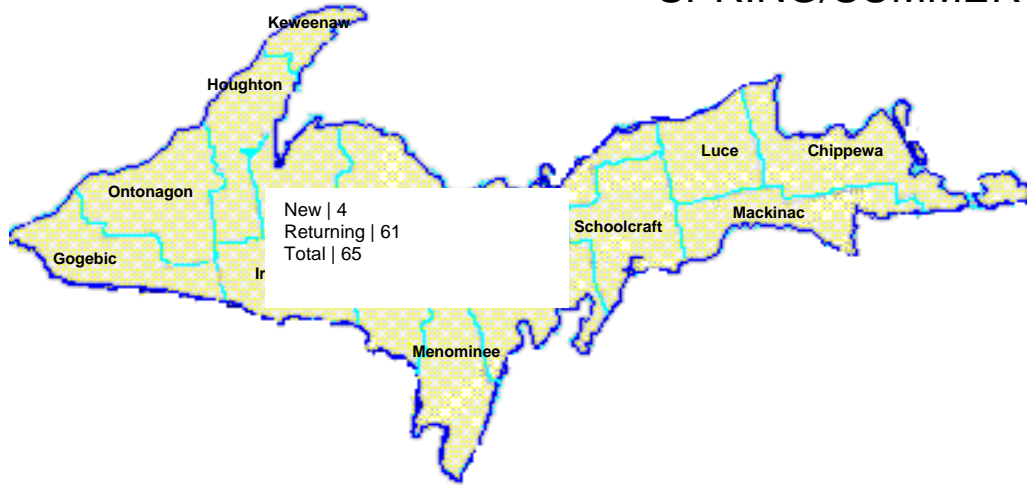 SPRING/SUMMER
Keweenaw
Houghton
Luce
Chippewa
Ontonagon
New | 4
Returning | 61
Total | 65
Mackinac
Schoolcraft
Gogebic
Menominee